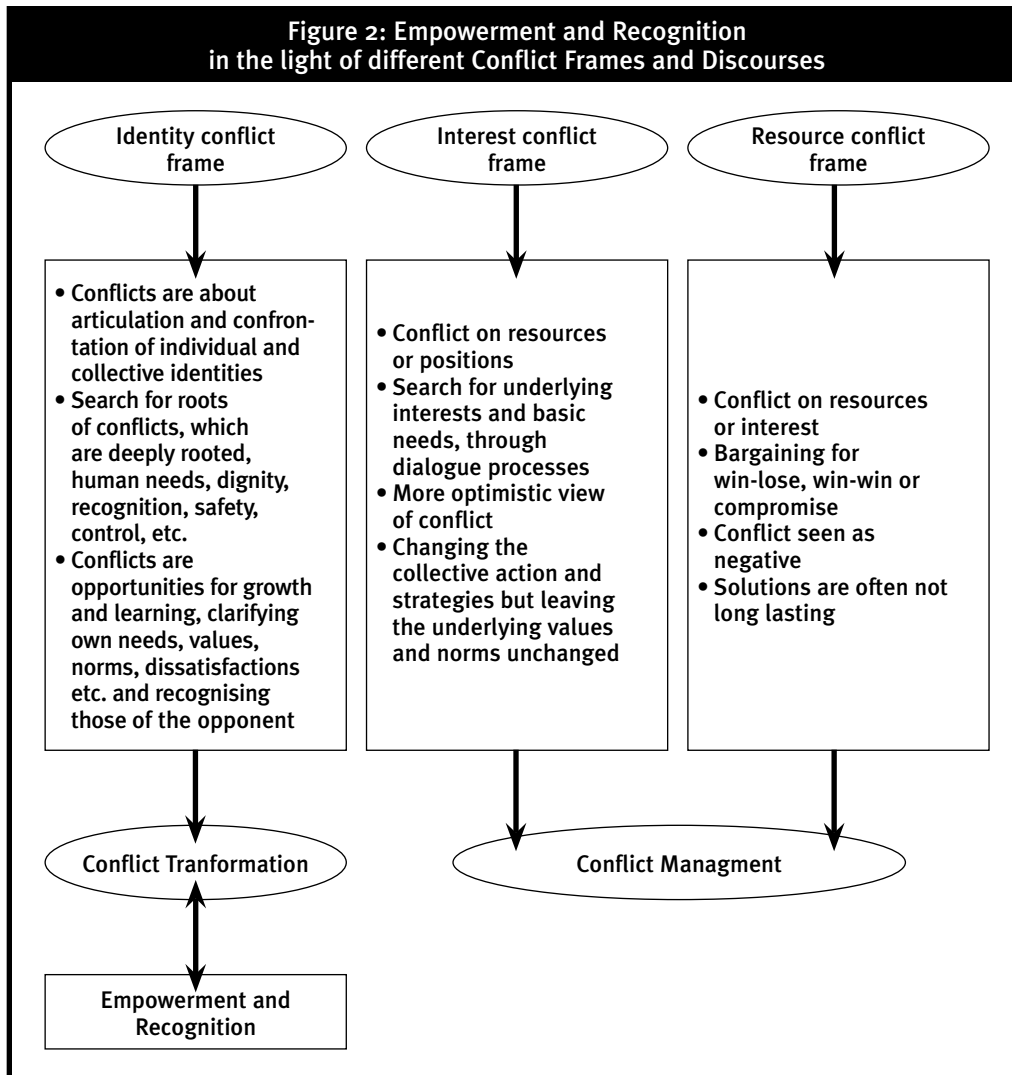 Figure 2: Empowerment and Recognition
in the light of different Conflict Frames and Discourses
Identity conflict
frame
Interest conflict
frame
Resource conflict
frame
• Conflicts are about
articulation and confron-
tation of individual and
collective identities
• Search for roots
of conflicts, which
are deeply rooted,
human needs, dignity,
recognition, safety,
control, etc.
• Conflicts are
opportunities for growth
and learning, clarifying
own needs, values,
norms, dissatisfactions
etc. and recognising
those of the opponent
• Conflict on resources
or positions
• Search for underlying
interests and basic
needs, through
dialogue processes
• More optimistic view
of conflict
• Changing the
collective action and
strategies but leaving
the underlying values
and norms unchanged
• Conflict on resources
or interest
• Bargaining for
win-lose, win-win or
compromise
• Conflict seen as
negative
• Solutions are often not
long lasting
Conflict Tranformation
Conflict Managment
Empowerment and
Recognition